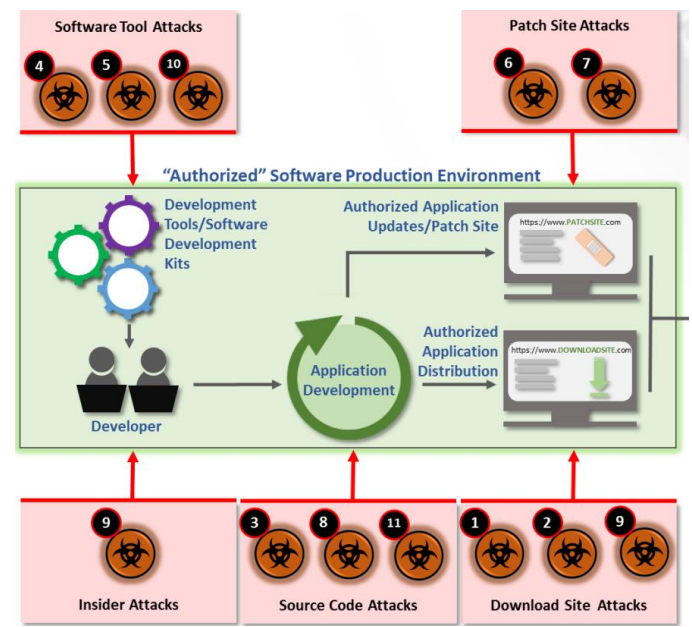 Software Tool Attacks
4
5
10
Patch Site Attacks
6
7
“Authorized” Software Production Environment
Development
Tools/Software
Development
Kits
Authorized Application
Updates/Patch Site
https://www.PATCHSITE.com
Developer
Application
Development
Authorized
Application
Distribution
https://www.DOWNLOADSITE.com
9
Insider Attacks
3
8
11
Source Code Attacks
1
2
9
Download Site Attacks